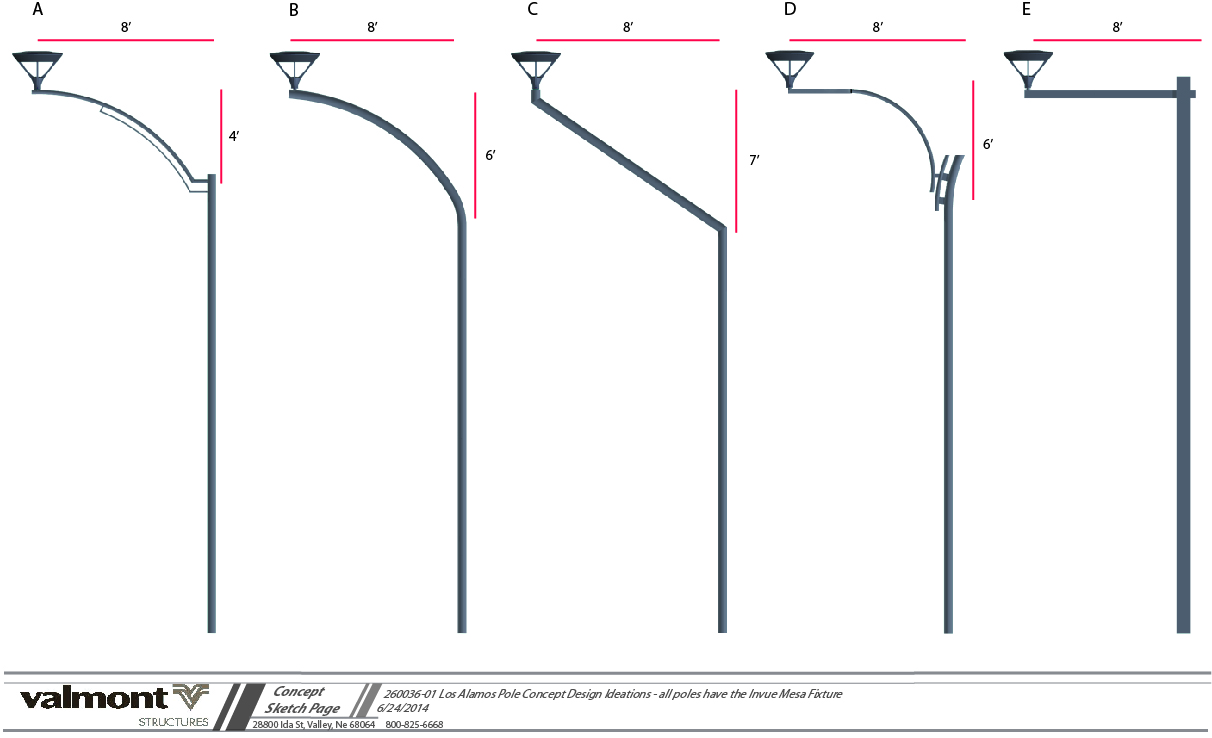 A
B
C
D
E
8’
8’
8’
8’
8’
4’
6’
7’
6’
valmont
STRUCTURES
Concept
Sketch Page
260036-01 Los Alamos Pole Concept Design Ideations - all poles have the Invue Mesa Fixture
6/24/2014
28800 Ida St, Valley, Ne 68064 800-825-6668